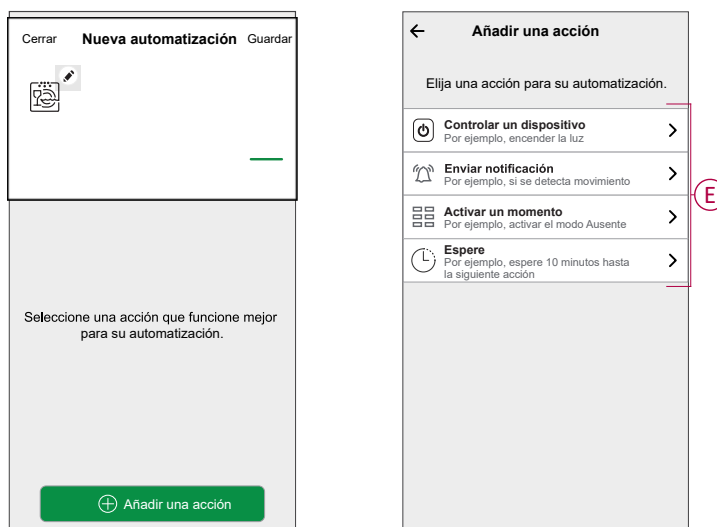 Cerrar Nueva automatización Guardar
Seleccione una acción que funcione mejor
para su automatización.
Añadir una acción
Añadir una acción
Elija una acción para su automatización.
Controlar un dispositivo
Por ejemplo, encender la luz
Enviar notificación
Por ejemplo, si se detecta movimiento
Activar un momento
Por ejemplo, activar el modo Ausente
Espere
Por ejemplo, espere 10 minutos hasta
la siguiente acción
E